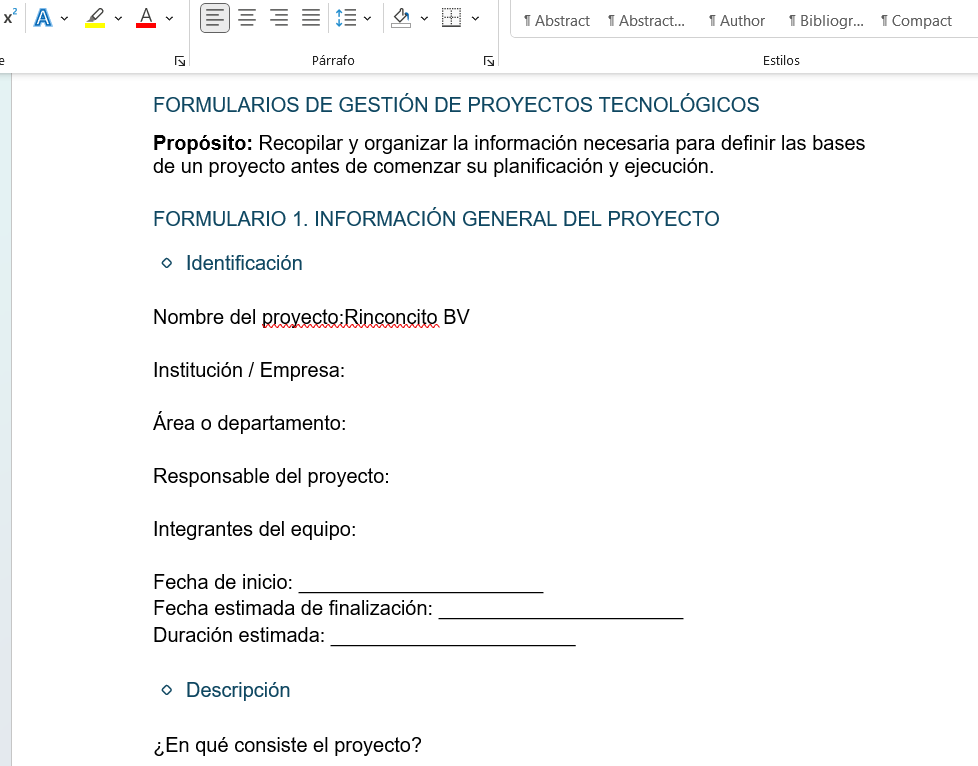 x²
A
A
e
Párrafo
Estilos
¶ Abstract ¶ Abstract... ¶ Author ¶ Bibliogr... ¶ Compact
FORMULARIOS DE GESTIÓN DE PROYECTOS TECNOLÓGICOS
Propósito: Recopilar y organizar la información necesaria para definir las bases
de un proyecto antes de comenzar su planificación y ejecución.
FORMULARIO 1. INFORMACIÓN GENERAL DEL PROYECTO
Identificación
Nombre del proyecto:Rinconcito BV
Institución / Empresa:
Área o departamento:
Responsable del proyecto:
Integrantes del equipo:
Fecha de inicio: ______________________
Fecha estimada de finalización: ______________________
Duración estimada: ______________________
Descripción
¿En qué consiste el proyecto?